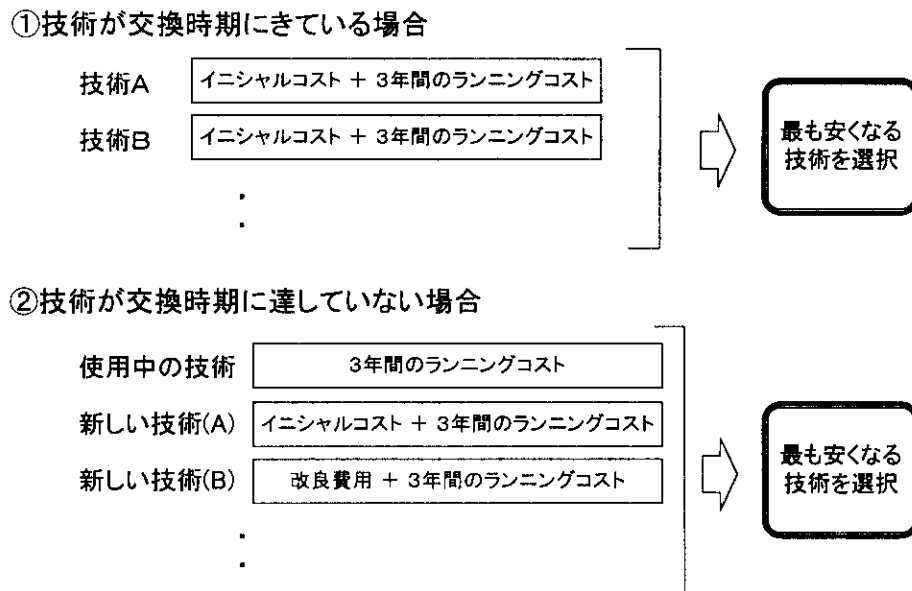 ①技術が交換時期にきている場合
技術A イニシャルコスト + 3年間のランニングコスト
技術B イニシャルコスト + 3年間のランニングコスト
・
・
最も安くなる
技術を選択
②技術が交換時期に達していない場合
使用中の技術 3年間のランニングコスト
新しい技術(A) イニシャルコスト + 3年間のランニングコスト
新しい技術(B) 改良費用 + 3年間のランニングコスト
・
・
最も安くなる
技術を選択